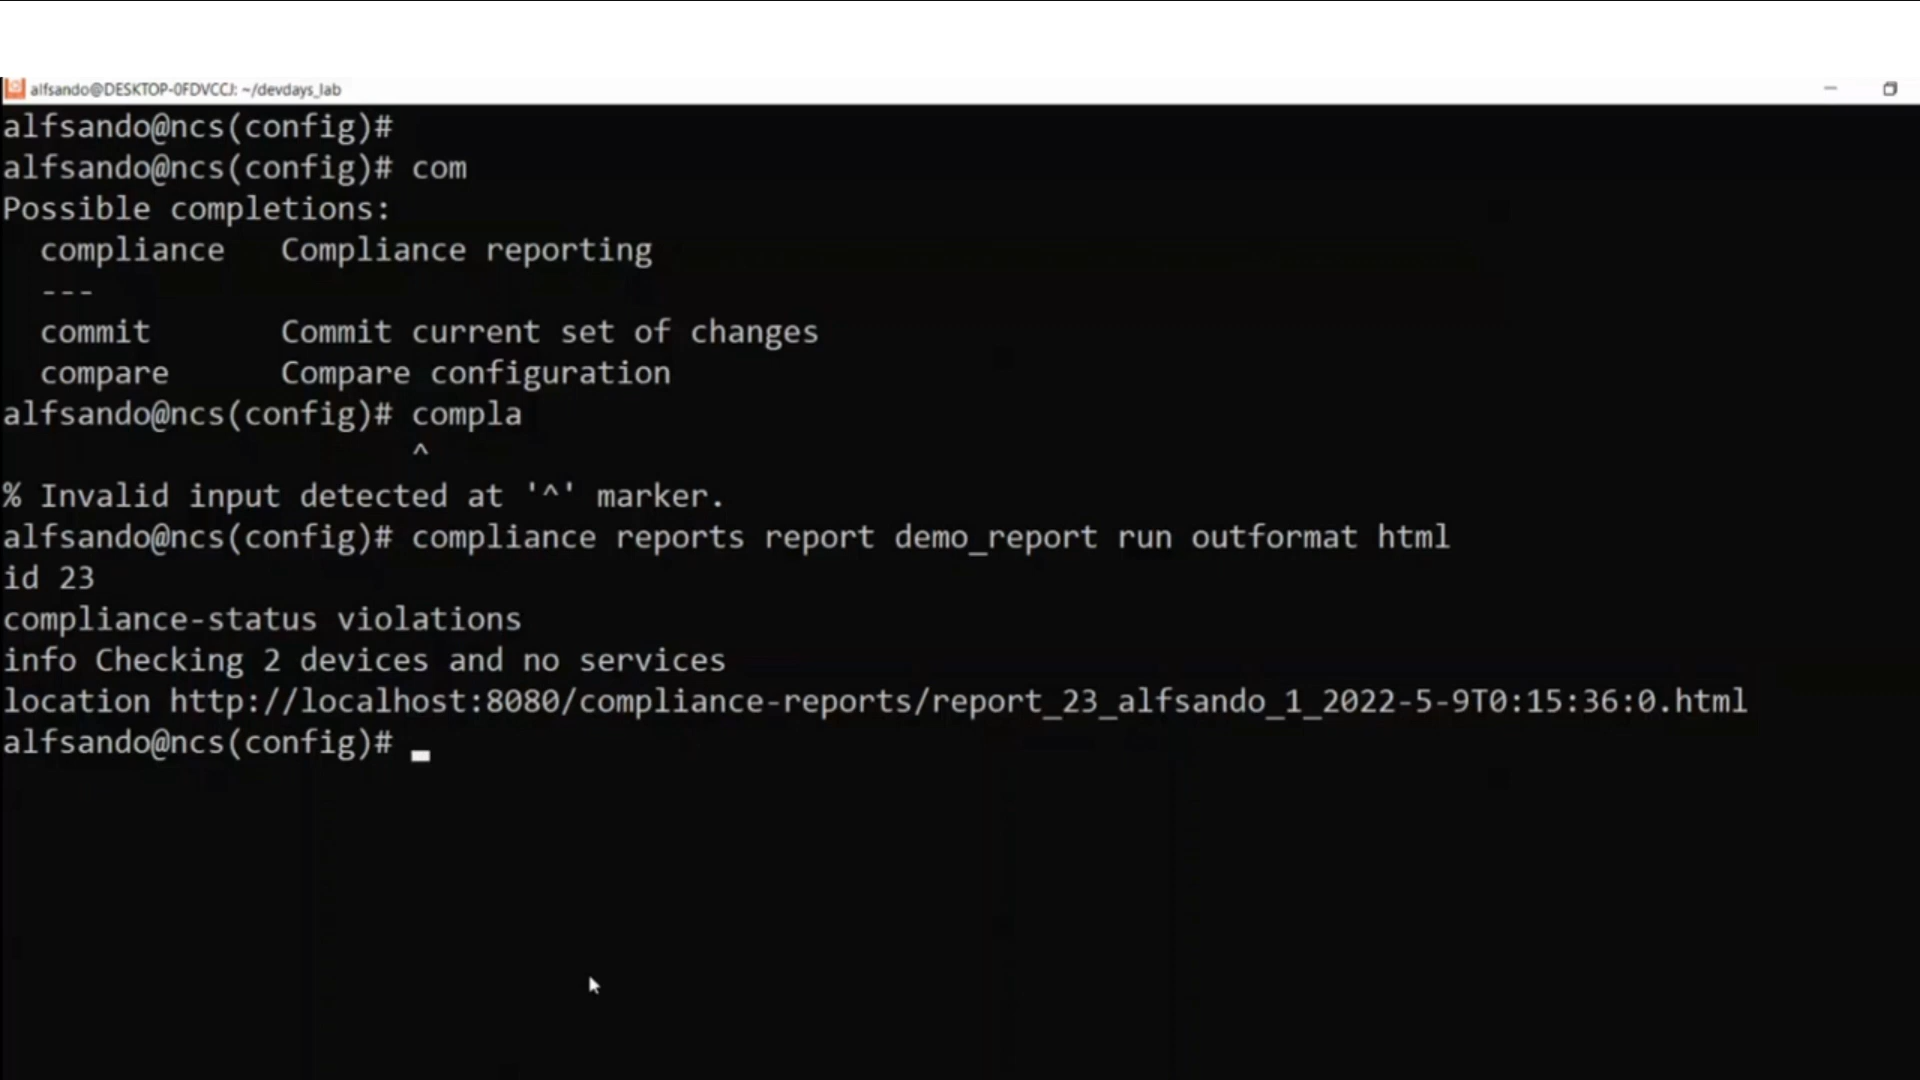 alfsando@DESKTOP-0FDVCCJ: ~/devdays_lab
alfsando@ncs(config)#
alfsando@ncs(config)# com
Possible completions:
compliance   Compliance reporting
---
commit       Commit current set of changes
compare      Compare configuration
alfsando@ncs(config)# compla
^
% Invalid input detected at '^' marker.
alfsando@ncs(config)# compliance reports report demo_report run outformat html
id 23
compliance-status violations
info Checking 2 devices and no services
location http://localhost:8080/compliance-reports/report_23_alfsando_1_2022-5-9T0:15:36:0.html
alfsando@ncs(config)#